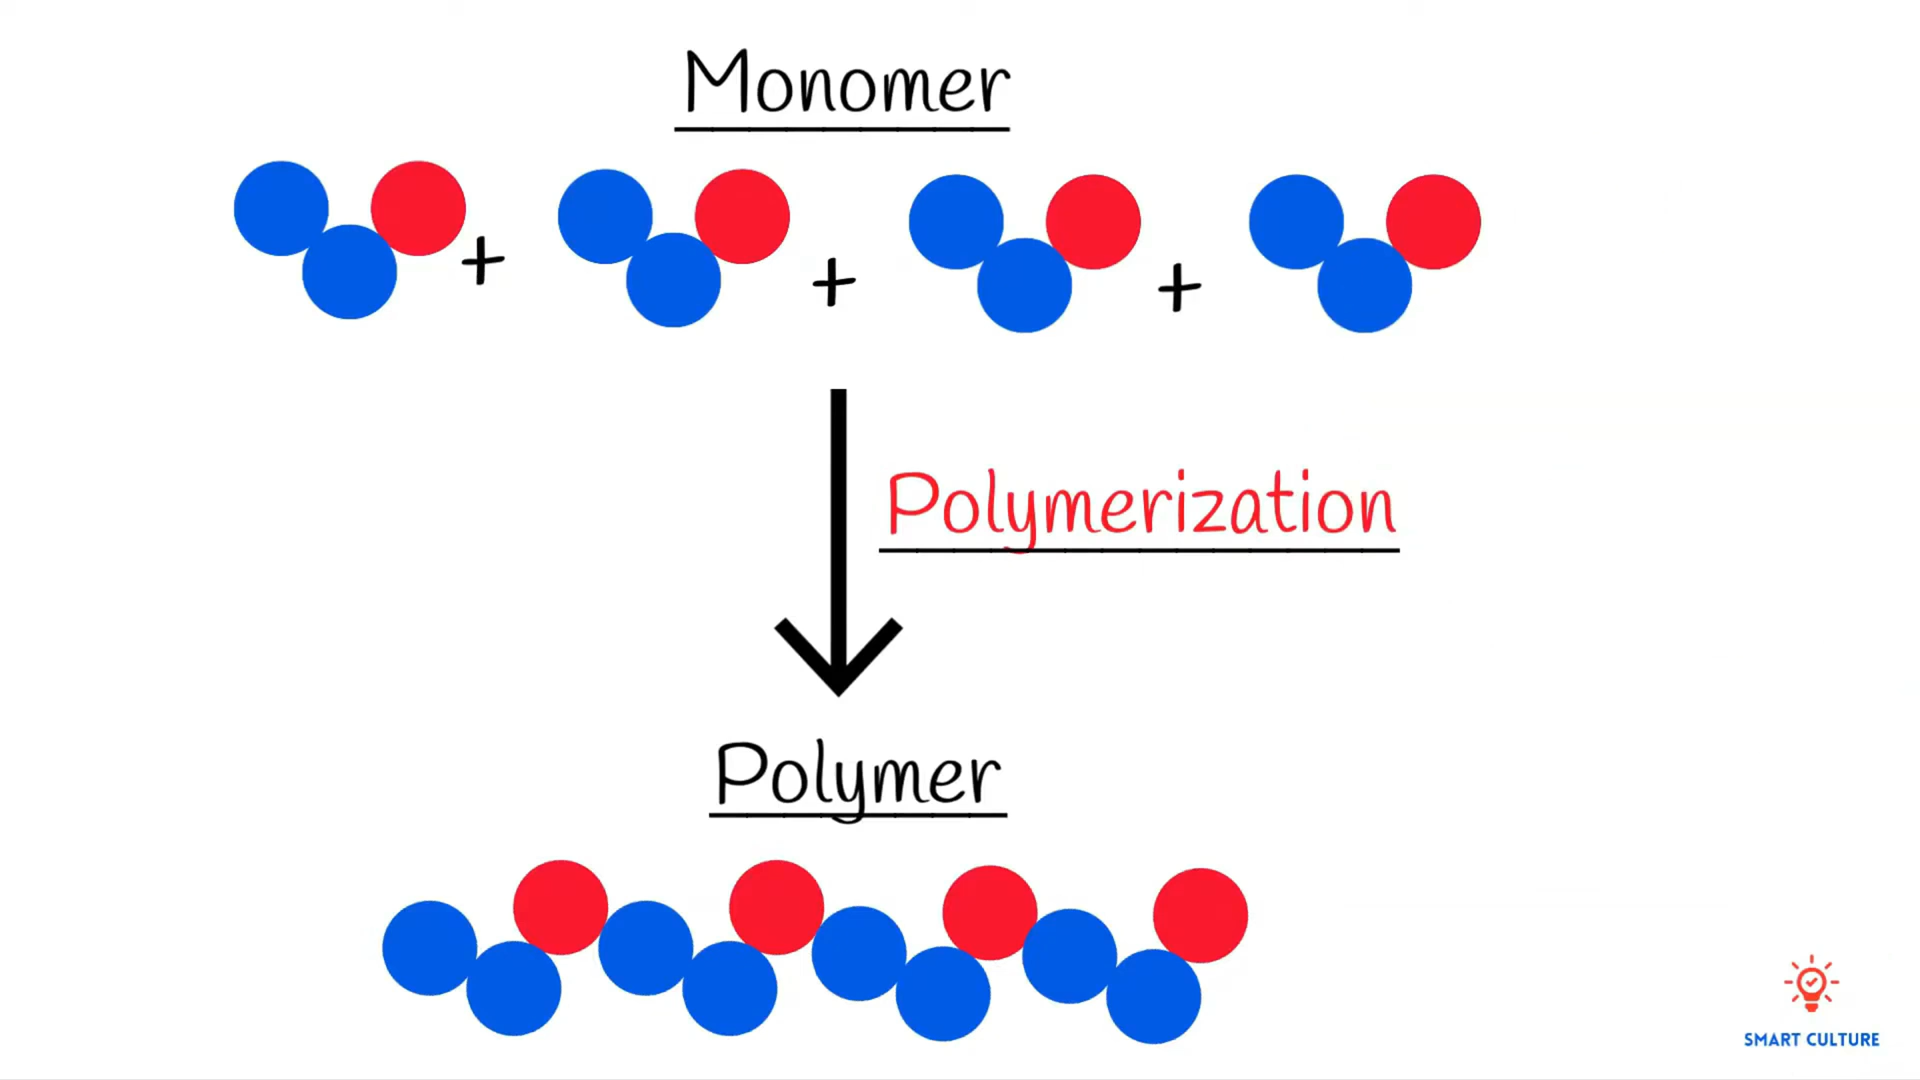 Monomer
+ + +
Polymerization
Polymer
SMART CULTURE